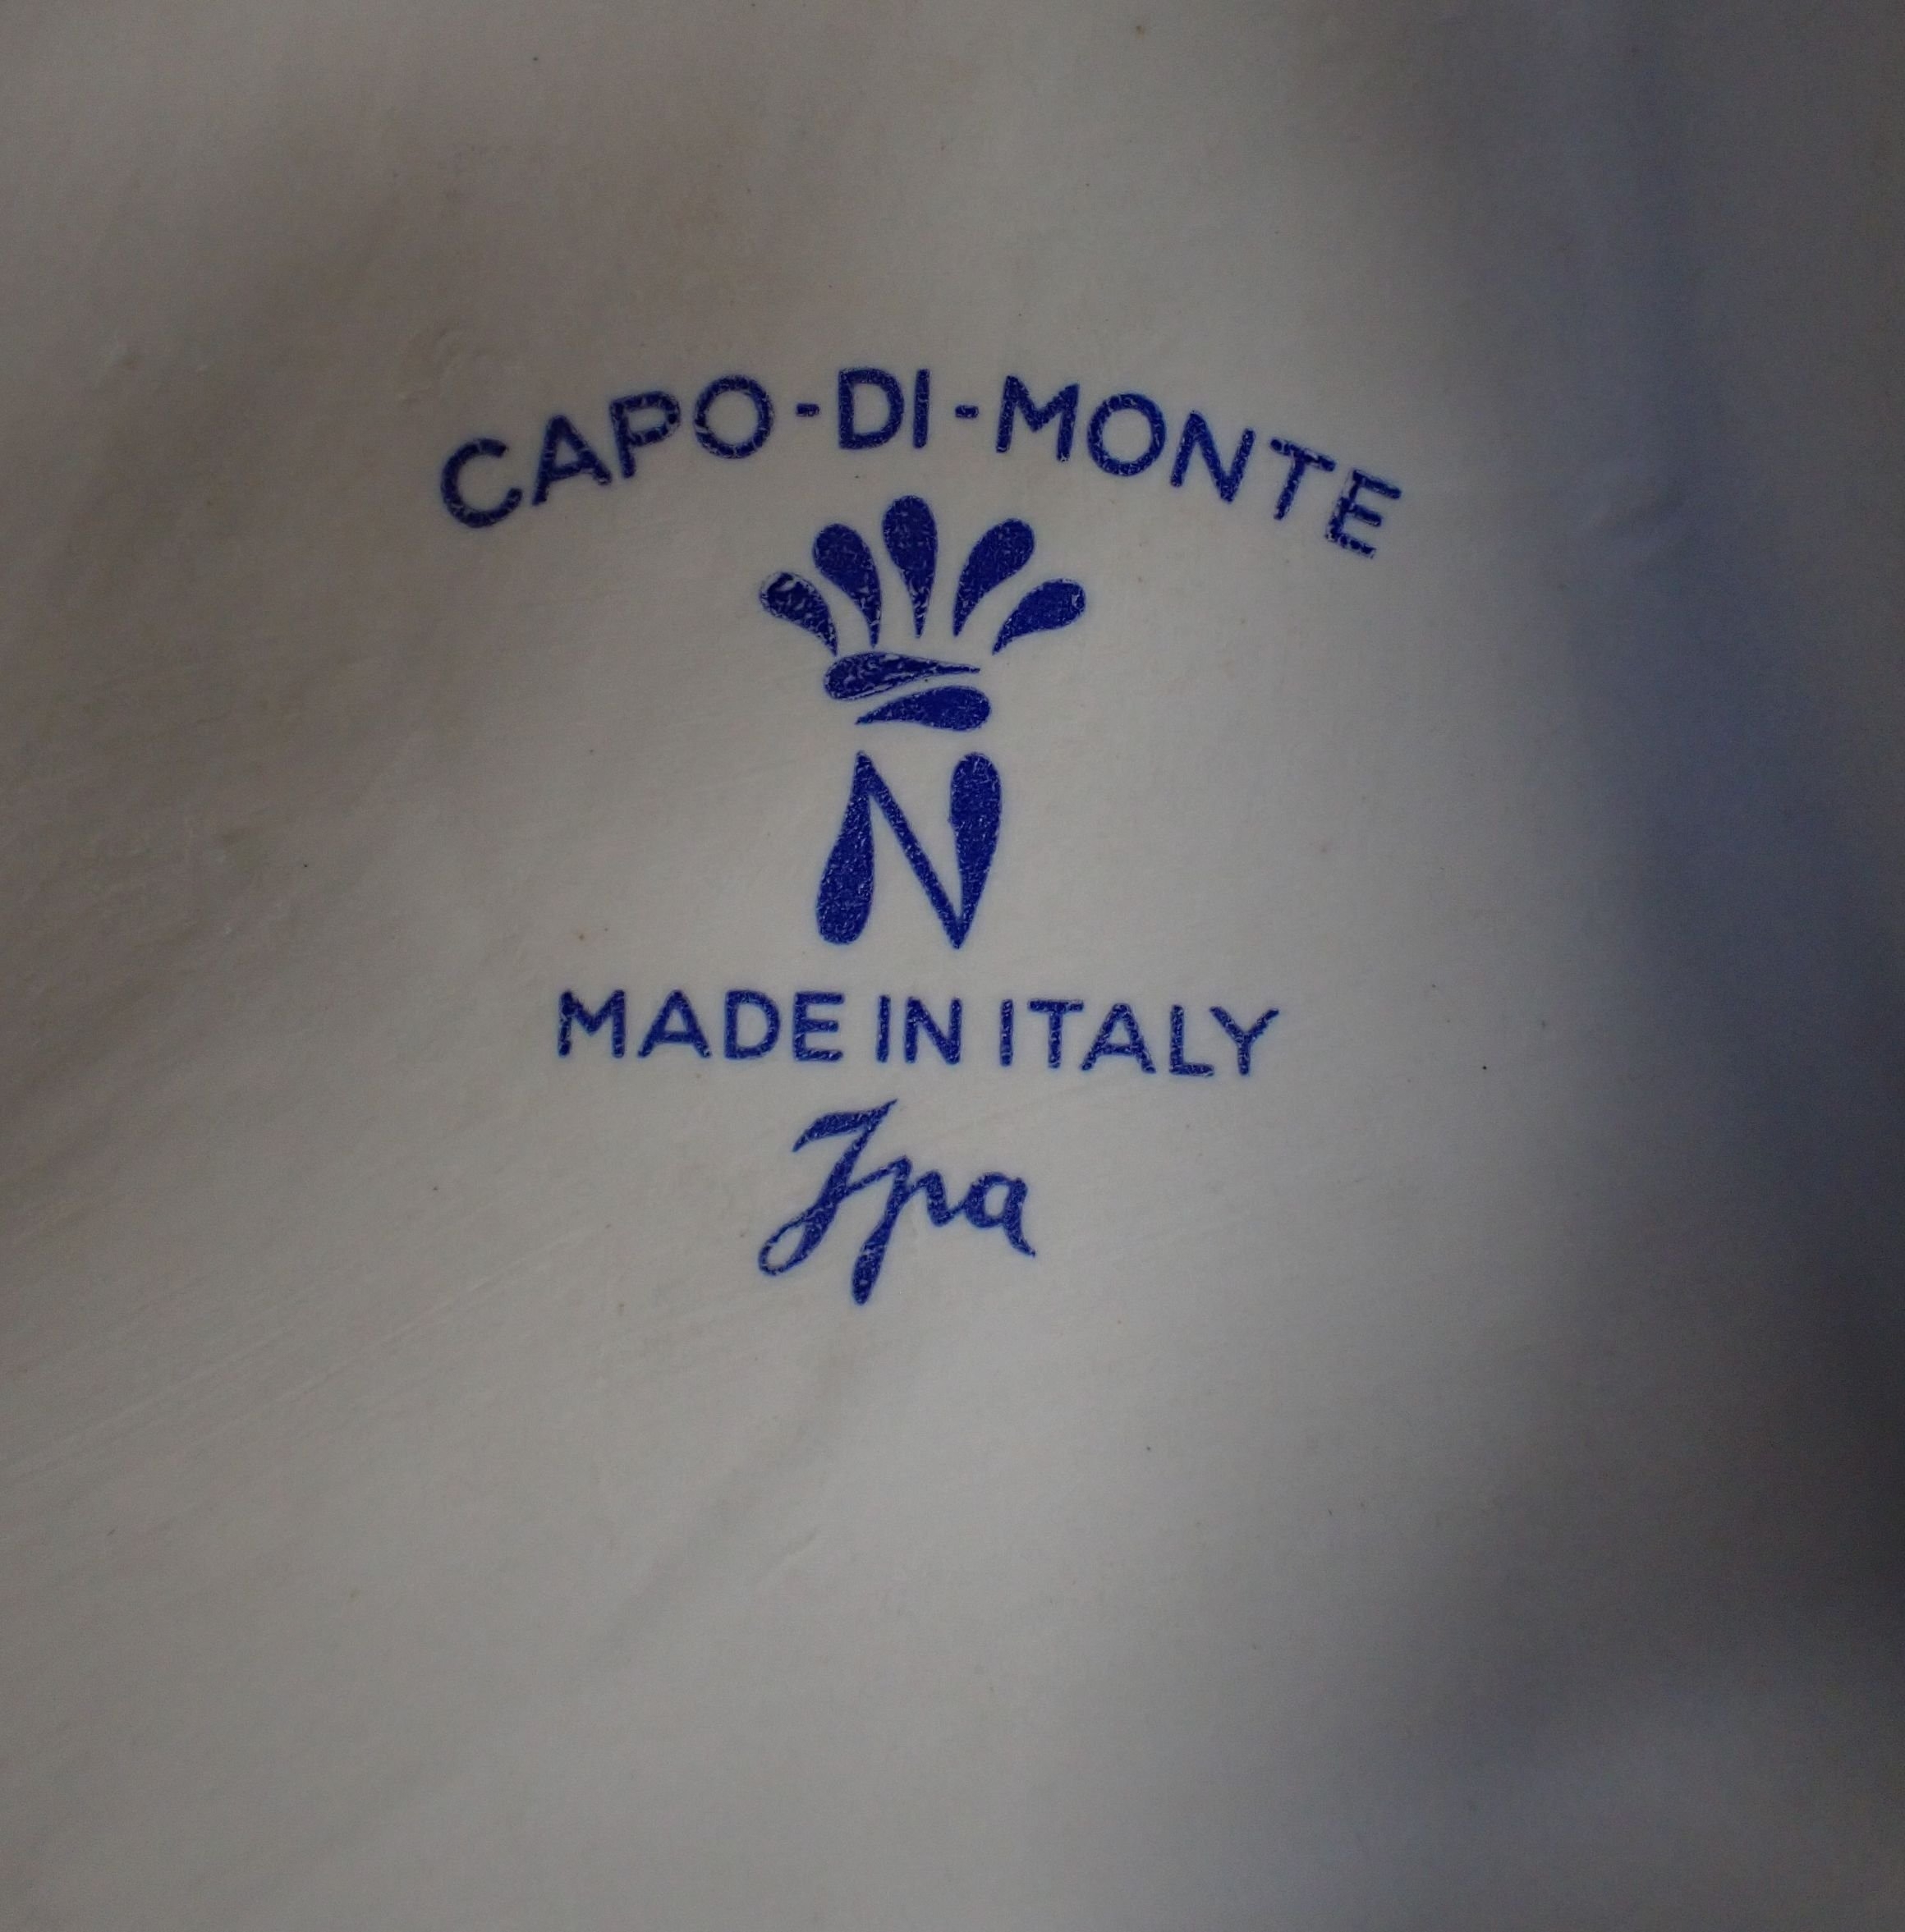 CAPO-DI-MONTE
N
MADE IN ITALY
Ipa